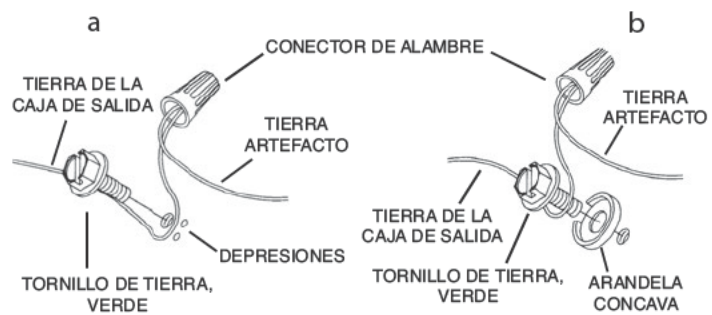 a
b
CONECTOR DE ALAMBRE
TIERRA DE LA
CAJA DE SALIDA
TIERRA
ARTEFACTO
DEPRESIONES
TORNILLO DE TIERRA,
VERDE
TIERRA
ARTEFACTO
TIERRA DE LA
CAJA DE SALIDA
TORNILLO DE TIERRA,
VERDE
ARANDELA
CONCAVA